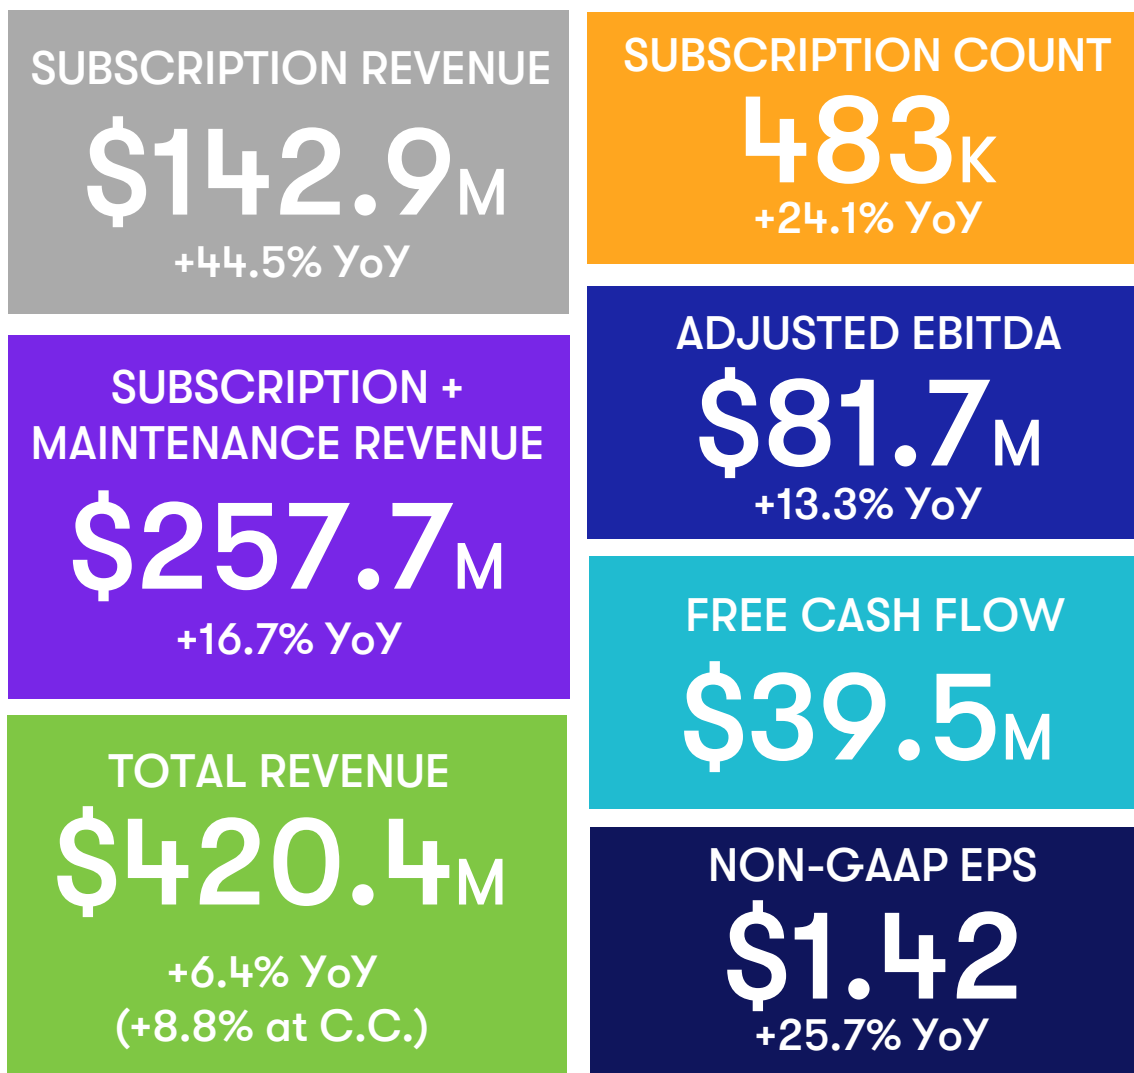 SUBSCRIPTION REVENUE
$142.9M
+44.5% YoY
SUBSCRIPTION +
MAINTENANCE REVENUE
$257.7M
+16.7% YoY
TOTAL REVENUE
$420.4M
+6.4% YoY
(+8.8% at C.C.)
SUBSCRIPTION COUNT
483K
+24.1% YoY
ADJUSTED EBITDA
$81.7M
+13.3% YoY
FREE CASH FLOW
$39.5M
NON-GAAP EPS
$1.42
+25.7% YoY